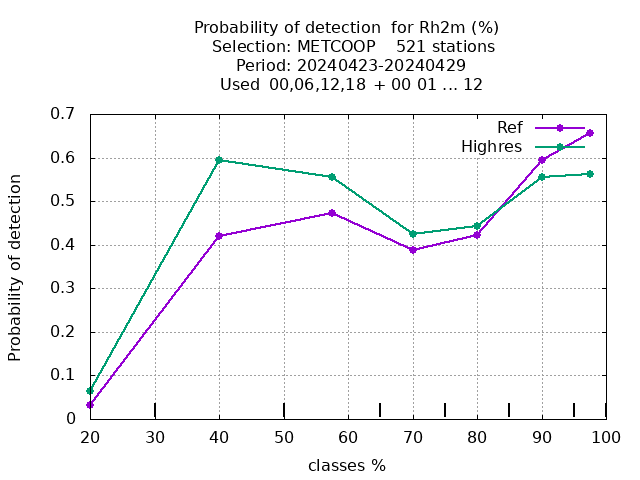 Probability of detection  for Rh2m (%)
Selection: METCOOP    521 stations
Period: 20240423-20240429
Used  00,06,12,18  + 00 01 ... 12
Ref
Highres
0.7
0.6
0.5
0.4
0.3
0.2
0.1
0
Probability of detection
20 30 40 50 60 70 80 90 100
classes %